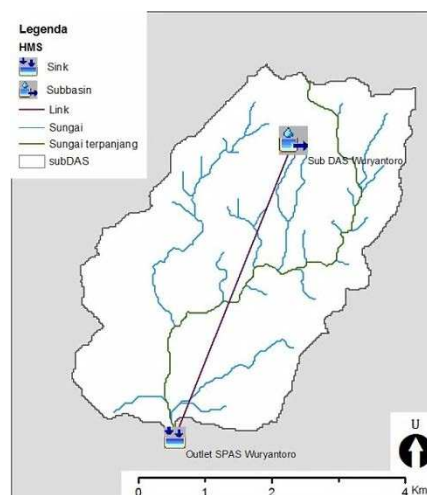 Legenda
HMS
Sink
Subbasin
Link
Sungai
Sungai terpanjang
subDAS
Sub DAS Wuryantoro
Outlet SPAS Wuryantoro
U
0 1 2 4
Km